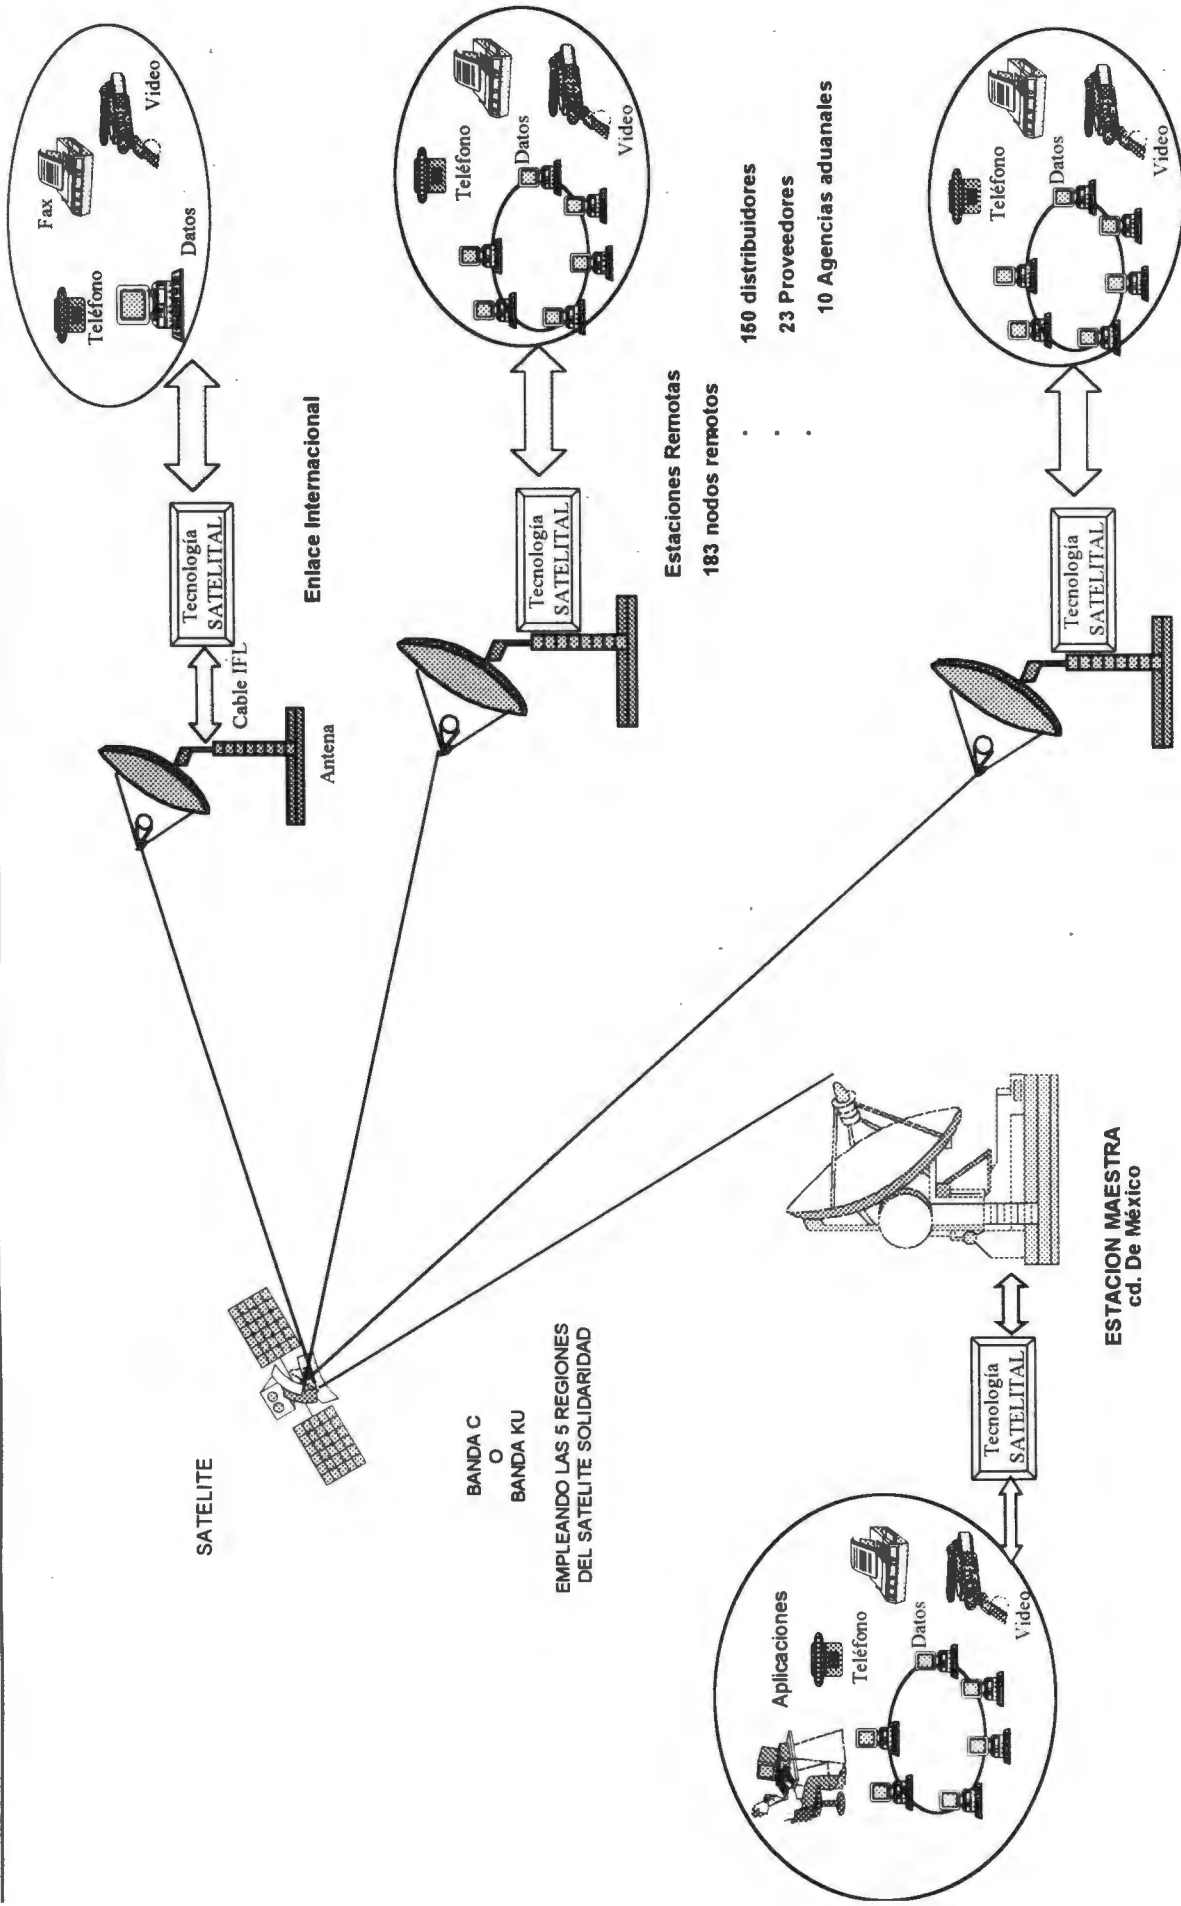 SATELITE
BANDA C
O
BANDA KU
EMPLEANDO LAS 5 REGIONES
DEL SATELITE SOLIDARIDAD
Aplicaciones
Teléfono
Datos
Video
Tecnología
SATELITAL
ESTACION MAESTRA
cd. De México
Antena
Cable IFL
Tecnología
SATELITAL
Enlace Internacional
Teléfono
Fax
Datos
Video
Tecnología
SATELITAL
Teléfono
Datos
Video
Estaciones Remotas
183 nodos remotos
150 distribuidores
23 Proveedores
10 Agencias aduanales
Tecnología
SATELITAL
Teléfono
Datos
Video